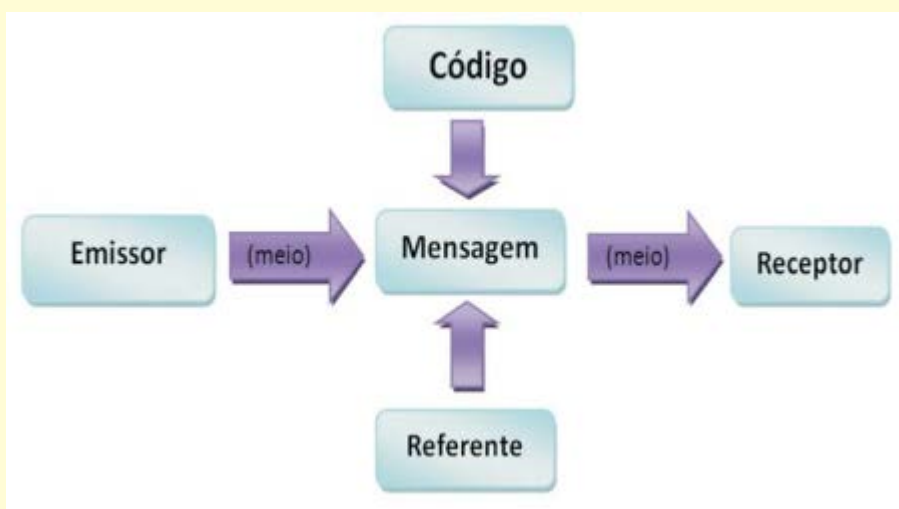 Código
Emissor
(meio)
Mensagem
(meio)
Receptor
Referente